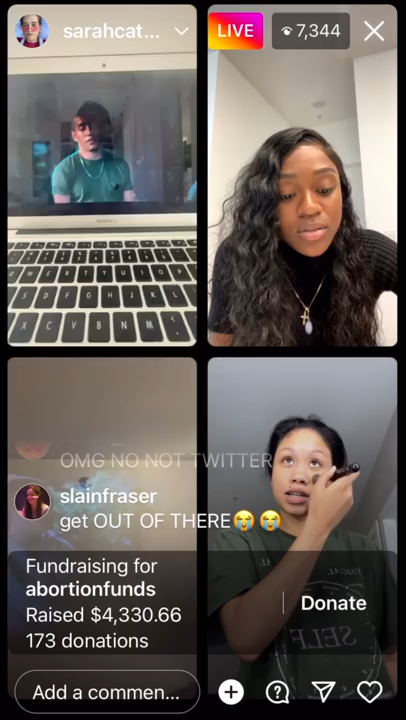 sarahcat...
LIVE
7,344
OMG NO NOT TWITTER
slainfraser
get OUT OF THERE😭😭
Fundraising for
abortionfunds
Raised $4,330.66
173 donations
Donate
Add a commen...
SELF